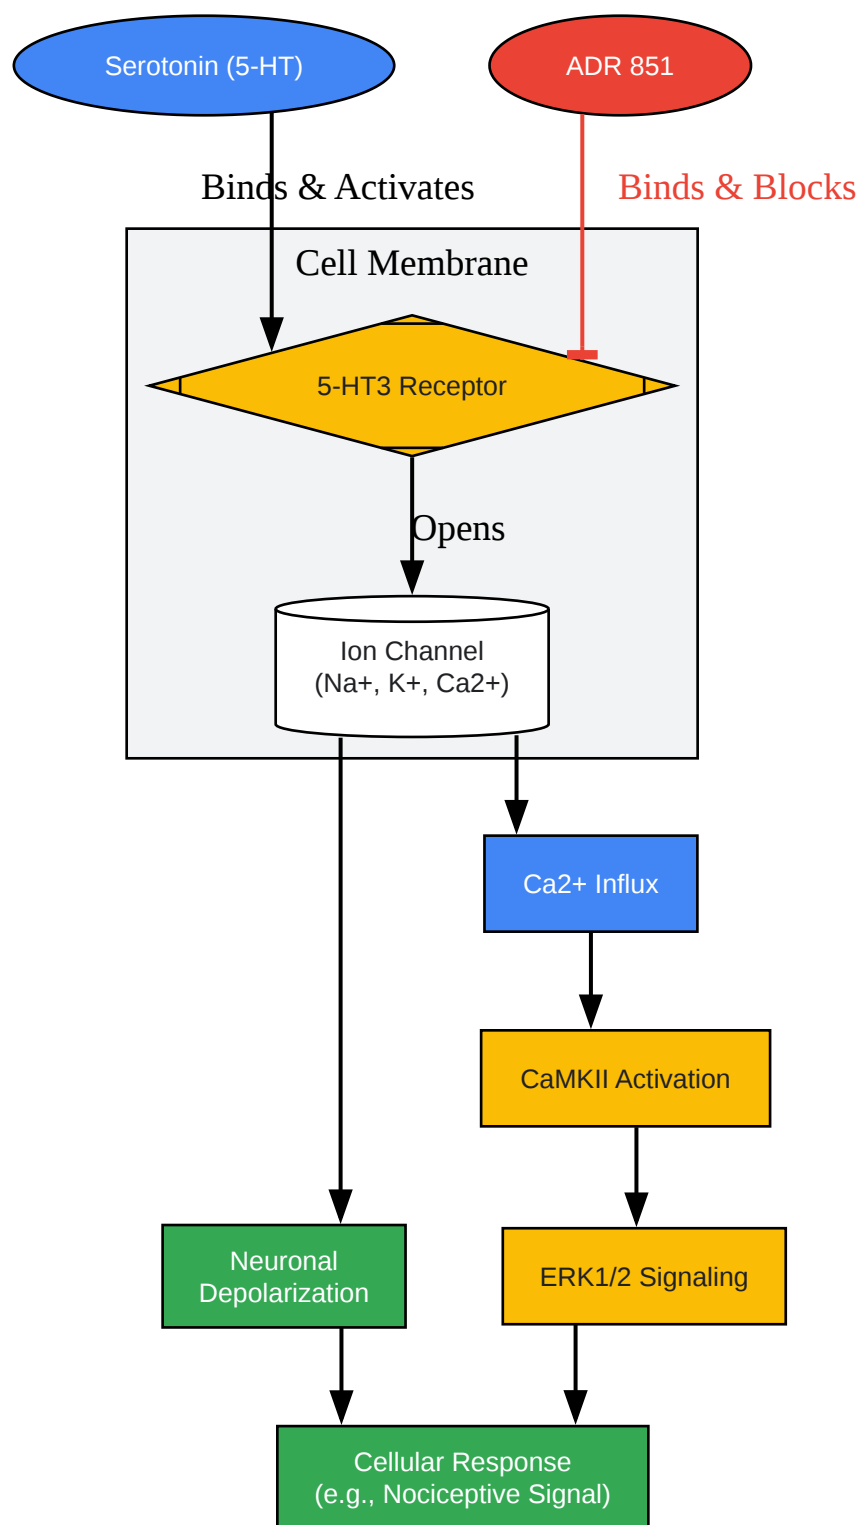 Serotonin (5-HT)
ADR 851
Binds & Activates
Binds & Blocks
Cell Membrane
5-HT3 Receptor
Opens
Ion Channel
(Na+, K+, Ca2+)
Ca2+ Influx
CaMKII Activation
Neuronal
Depolarization
ERK1/2 Signaling
Cellular Response
(e.g., Nociceptive Signal)